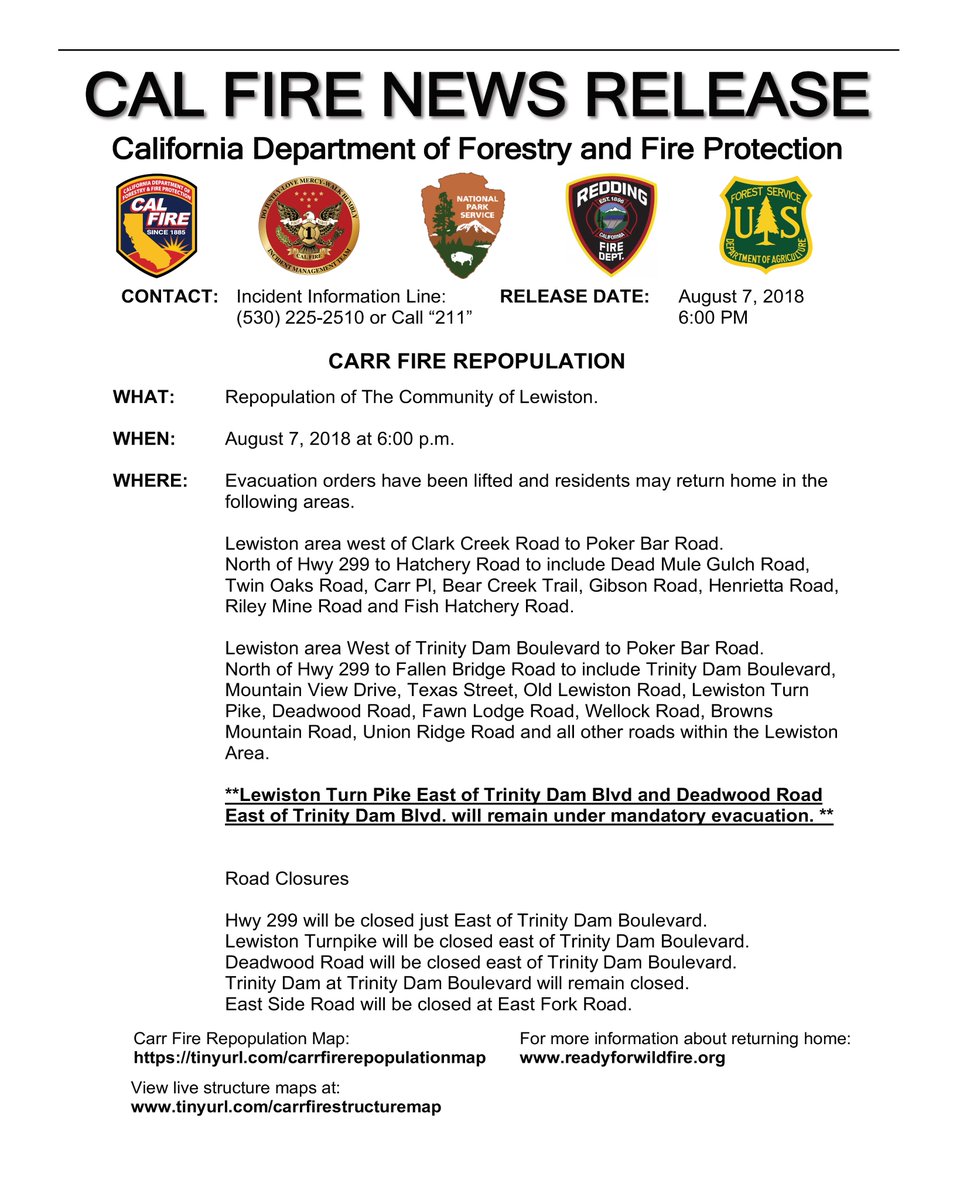 CAL FIRE NEWS RELEASE
California Department of Forestry and Fire Protection
CALIFORNIA DEPARTMENT OF
FORESTRY & FIRE PROTECTION
CAL
FIRE
SINCE 1885
DO JUSTLY-LOVE MERCY-WALK HUMBLY
1
CAL FIRE
INCIDENT MANAGEMENT TEAM
NATIONAL
PARK
SERVICE
REDDING
EST. 1886
CALIFORNIA
FIRE
DEPT.
FOREST SERVICE
U S
DEPARTMENT OF AGRICULTURE
CONTACT: Incident Information Line: RELEASE DATE: August 7, 2018
(530) 225-2510 or Call “211” 6:00 PM
CARR FIRE REPOPULATION
WHAT: Repopulation of The Community of Lewiston.
WHEN: August 7, 2018 at 6:00 p.m.
WHERE: Evacuation orders have been lifted and residents may return home in the
following areas.
Lewiston area west of Clark Creek Road to Poker Bar Road.
North of Hwy 299 to Hatchery Road to include Dead Mule Gulch Road,
Twin Oaks Road, Carr Pl, Bear Creek Trail, Gibson Road, Henrietta Road,
Riley Mine Road and Fish Hatchery Road.
Lewiston area West of Trinity Dam Boulevard to Poker Bar Road.
North of Hwy 299 to Fallen Bridge Road to include Trinity Dam Boulevard,
Mountain View Drive, Texas Street, Old Lewiston Road, Lewiston Turn
Pike, Deadwood Road, Fawn Lodge Road, Wellock Road, Browns
Mountain Road, Union Ridge Road and all other roads within the Lewiston
Area.
**Lewiston Turn Pike East of Trinity Dam Blvd and Deadwood Road
East of Trinity Dam Blvd. will remain under mandatory evacuation. **
Road Closures
Hwy 299 will be closed just East of Trinity Dam Boulevard.
Lewiston Turnpike will be closed east of Trinity Dam Boulevard.
Deadwood Road will be closed east of Trinity Dam Boulevard.
Trinity Dam at Trinity Dam Boulevard will remain closed.
East Side Road will be closed at East Fork Road.
Carr Fire Repopulation Map: For more information about returning home:
https://tinyurl.com/carrfirerepopulationmap www.readyforwildfire.org
View live structure maps at:
www.tinyurl.com/carrfirestructuremap